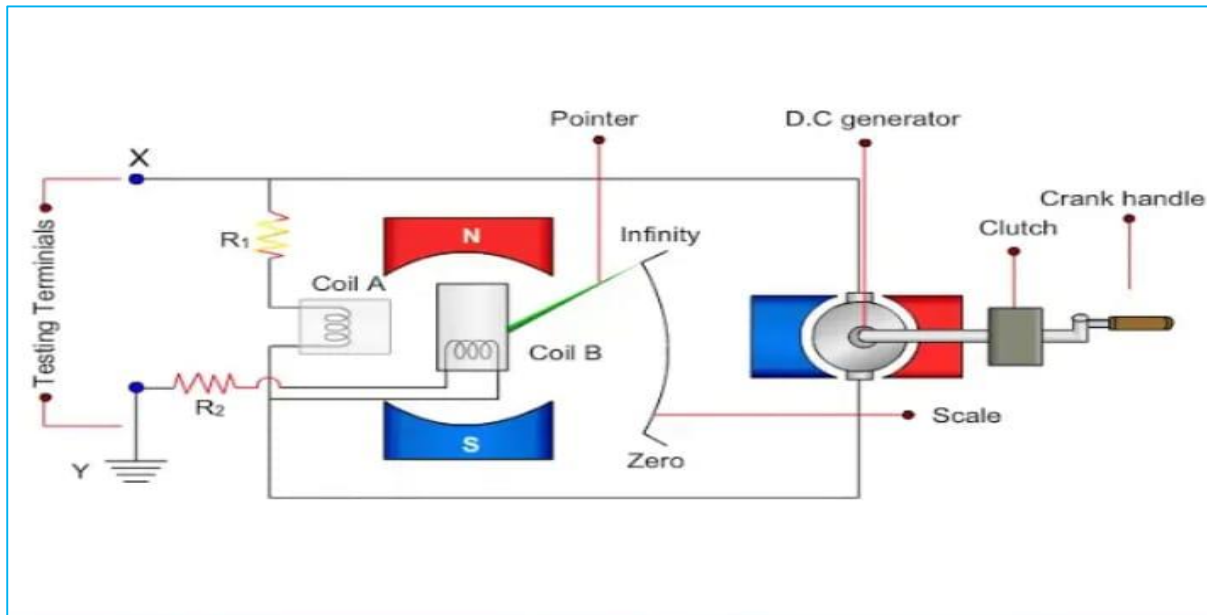 Pointer
D.C generator
X
Crank handle
Clutch
Infinity
N
R₁
Testing Terminials
Coil A
Coil B
R₂
Scale
S
Zero
Y